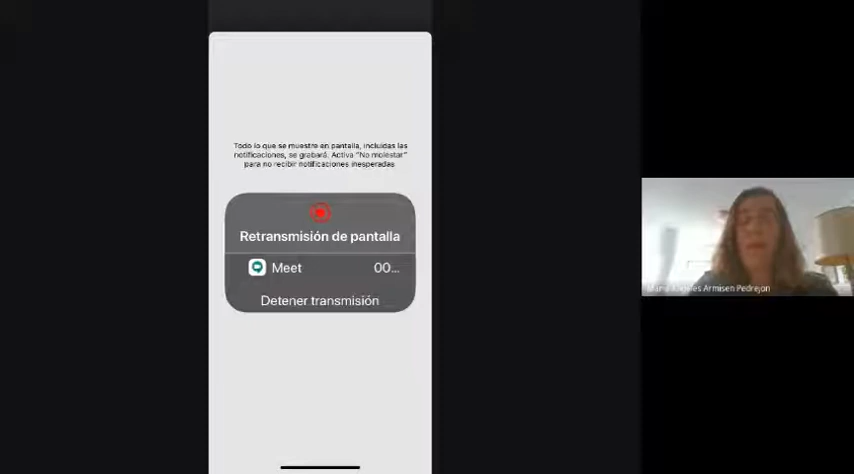 Todo lo que se muestre en pantalla, incluidas las
notificaciones, se grabará. Activa "No molestar"
para no recibir notificaciones inesperadas
Retransmisión de pantalla
Meet 00...
Detener transmisión
Armisen Pedrejon